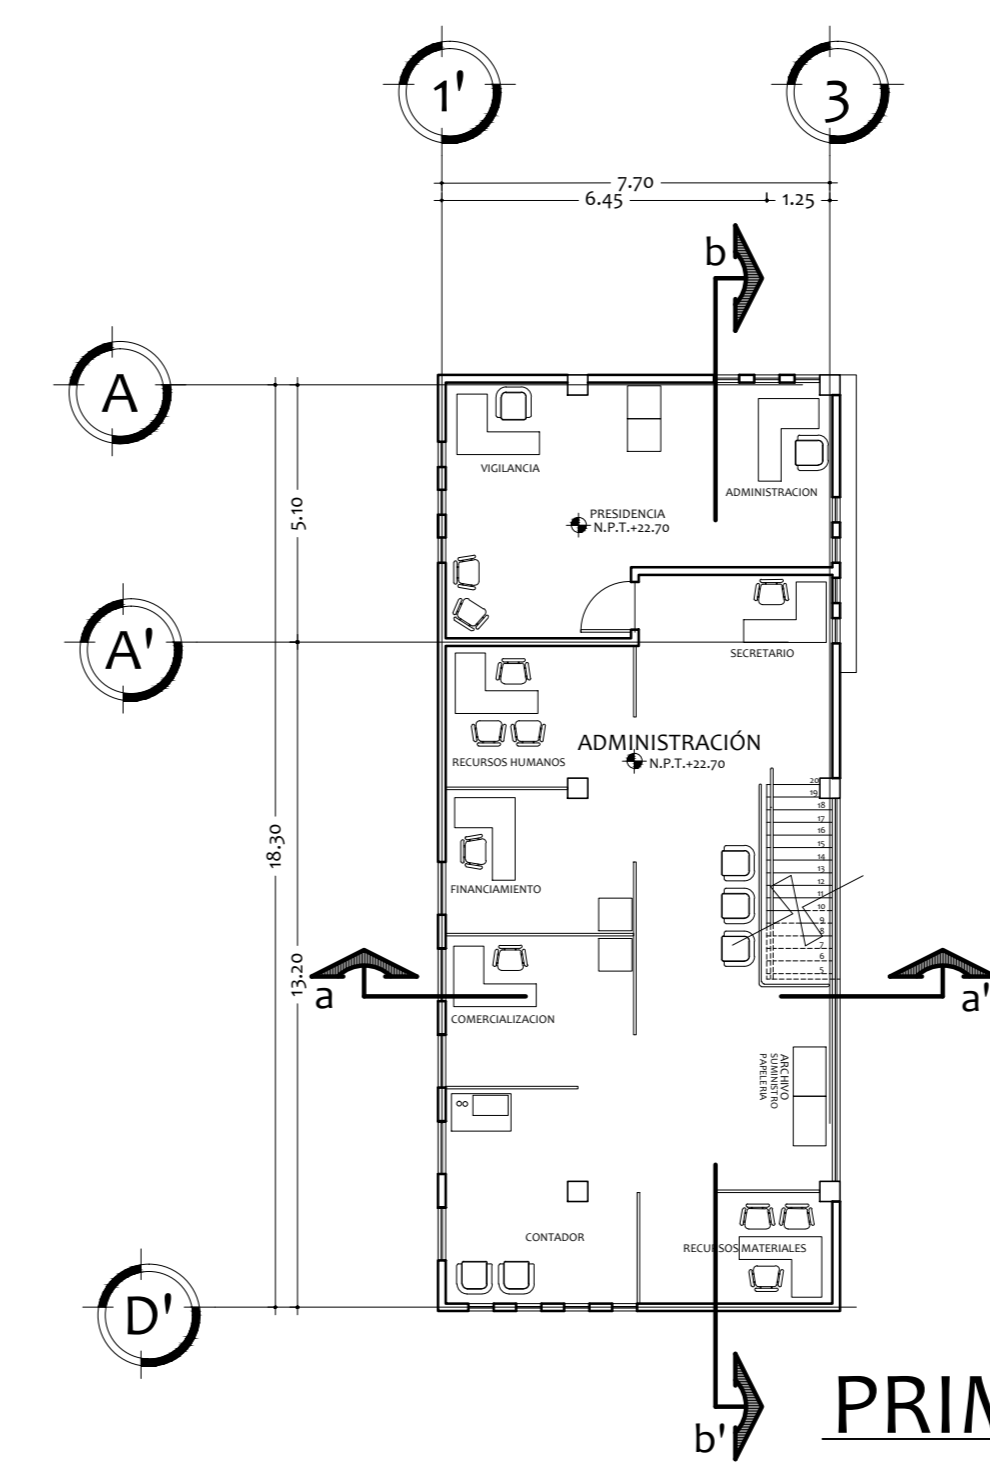 1'
3
7.70
6.45
1.25
b
A
VIGILANCIA
ADMINISTRACION
5.10
PRESIDENCIA
N.P.T.+22.70
A'
SECRETARIO
RECURSOS HUMANOS
ADMINISTRACIÓN
N.P.T.+22.70
20
19
18
17
16
15
14
13
12
11
10
9
8
7
6
5
18.30
FINANCIAMIENTO
13.20
a
a'
COMERCIALIZACION
ARCHIVO
SUMINISTRO
PAPELERIA
CONTADOR
RECURSOS MATERIALES
D'
b'
PRIM